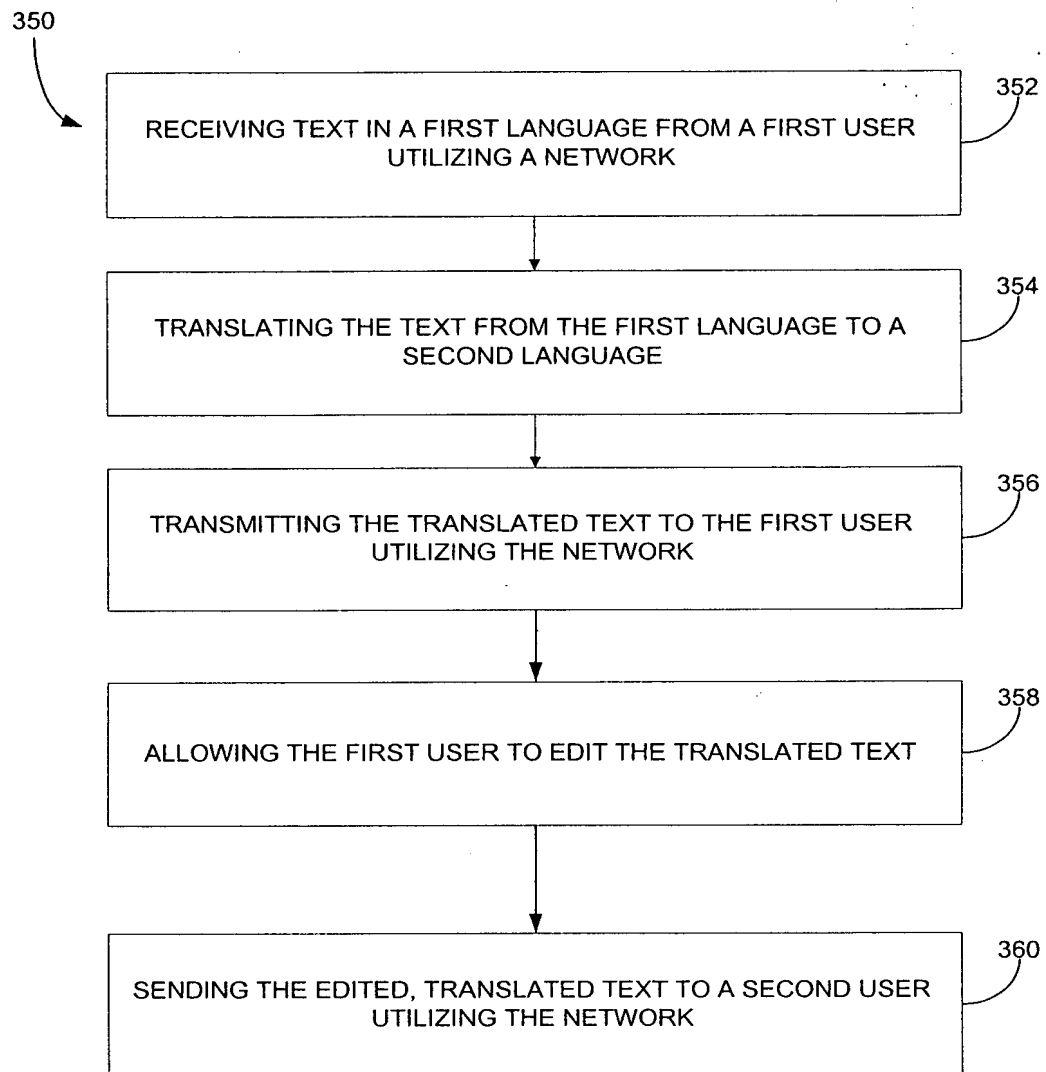 350
352
RECEIVING TEXT IN A FIRST LANGUAGE FROM A FIRST USER
UTILIZING A NETWORK
354
TRANSLATING THE TEXT FROM THE FIRST LANGUAGE TO A
SECOND LANGUAGE
356
TRANSMITTING THE TRANSLATED TEXT TO THE FIRST USER
UTILIZING THE NETWORK
358
ALLOWING THE FIRST USER TO EDIT THE TRANSLATED TEXT
360
SENDING THE EDITED, TRANSLATED TEXT TO A SECOND USER
UTILIZING THE NETWORK